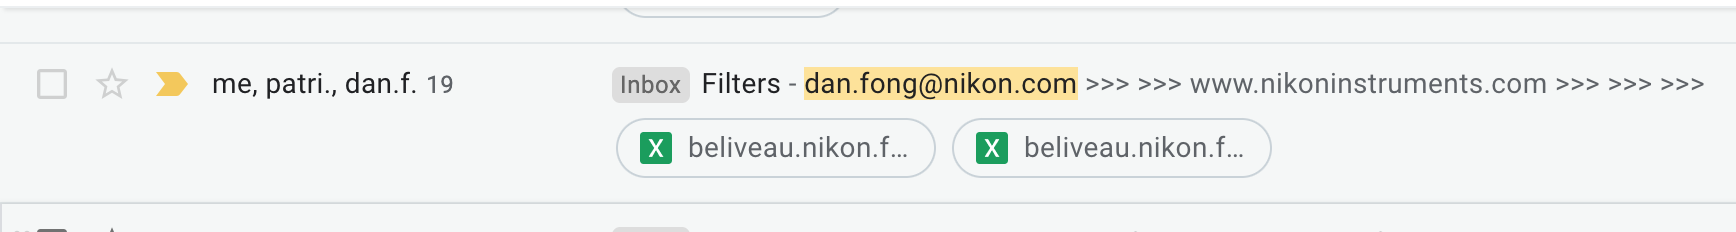 me, patri., dan.f. 19 Inbox Filters - dan.fong@nikon.com >>> >>> www.nikoninstruments.com >>> >>> >>>
X beliveau.nikon.f... X beliveau.nikon.f...